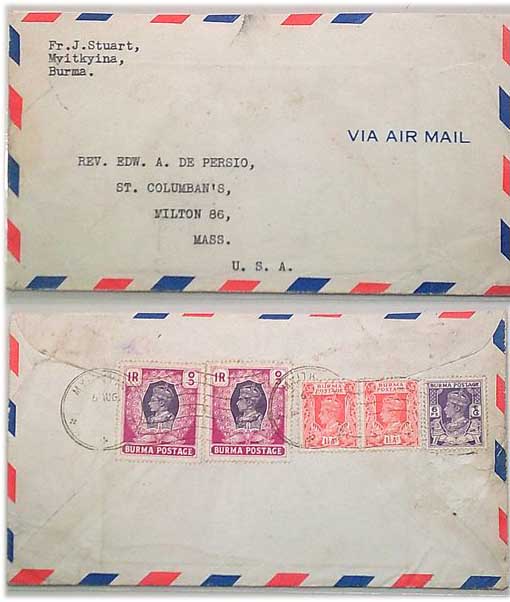 Fr.J.Stuart,
Myitkyina,
Burma.
VIA AIR MAIL
REV. EDW. A. DE PERSIO,
ST. COLUMBAN'S,
MILTON 86,
MASS.
U. S. A.
1R
1R
BURMA POSTAGE
BURMA POSTAGE
BURMA
POSTAGE
BURMA
POSTAGE
BURMA
POSTAGE
AUG